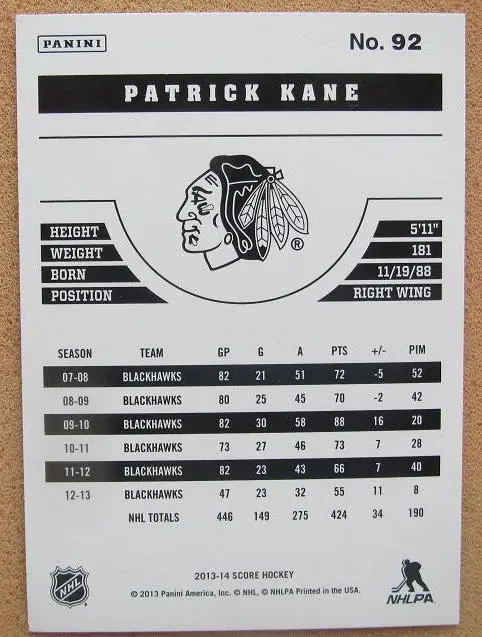 PANINI
No. 92
PATRICK KANE
HEIGHT 5'11"
WEIGHT 181
BORN 11/19/88
POSITION RIGHT WING
®
SEASON TEAM GP G A PTS +/- PIM
07-08 BLACKHAWKS 82 21 51 72 -5 52
08-09 BLACKHAWKS 80 25 45 70 -2 42
09-10 BLACKHAWKS 82 30 58 88 16 20
10-11 BLACKHAWKS 73 27 46 73 7 28
11-12 BLACKHAWKS 82 23 43 66 7 40
12-13 BLACKHAWKS 47 23 32 55 11 8
NHL TOTALS 446 149 275 424 34 190
2013-14 SCORE HOCKEY
© 2013 Panini America, Inc. © NHL. © NHLPA Printed in the USA.
NHL
NHLPA